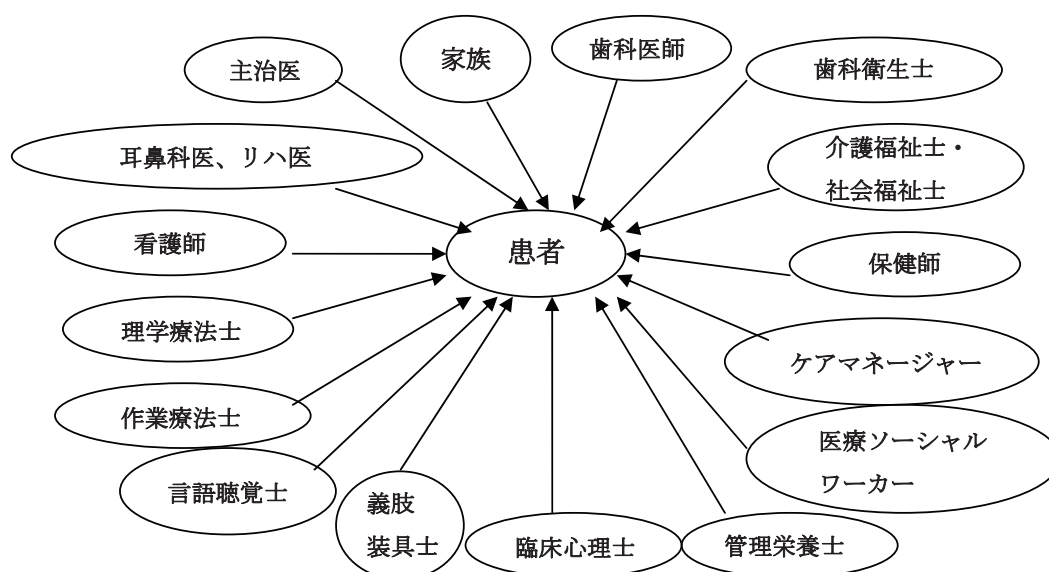 家族
歯科医師
主治医
歯科衛生士
耳鼻科医、リハ医
介護福祉士・
社会福祉士
看護師
患者
保健師
理学療法士
ケアマネージャー
作業療法士
医療ソーシャル
ワーカー
言語聴覚士
義肢
装具士
臨床心理士
管理栄養士